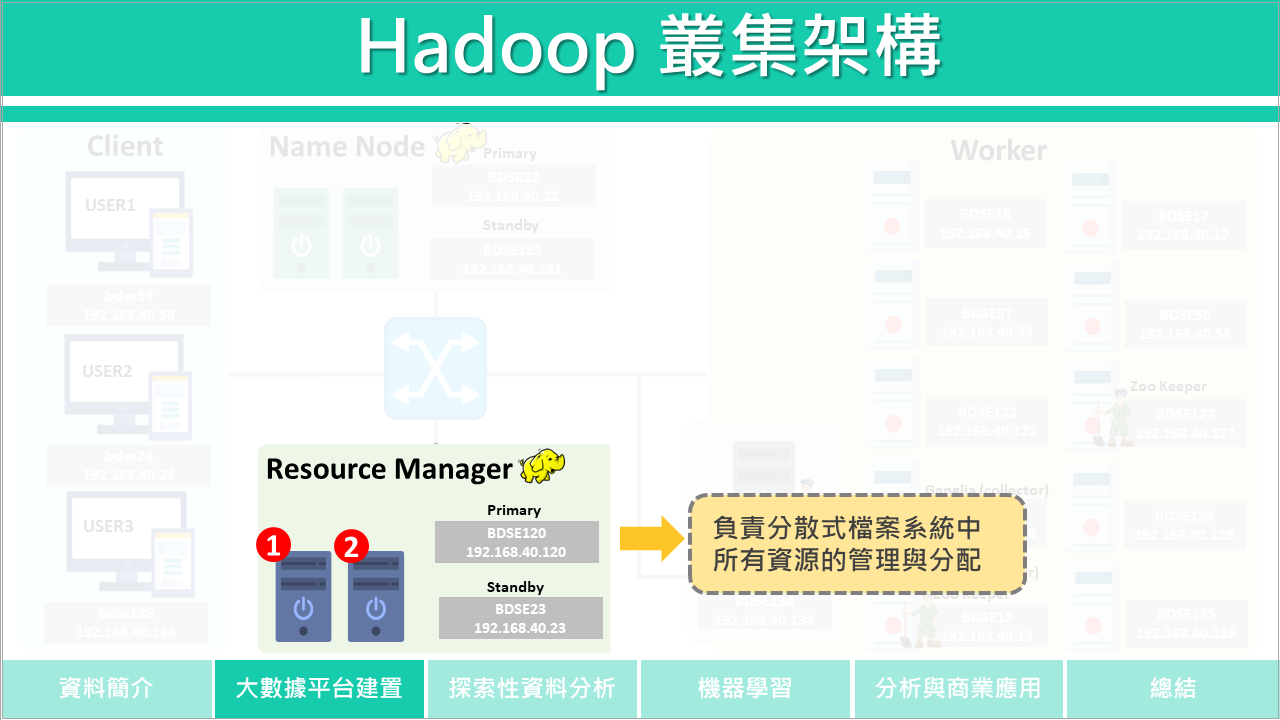 Hadoop 叢集架構
Client
USER1
bdse59
192.168.40.59
USER2
bdse24
192.168.40.24
USER3
bdse136
192.168.40.136
Name Node
Primary
BDSE22
192.168.40.22
Standby
BDSE121
192.168.40.121
Resource Manager
1
2
Primary
BDSE120
192.168.40.120
Standby
BDSE23
192.168.40.23
負責分散式檔案系統中
所有資源的管理與分配
BDSE134
192.168.40.134
Worker
BDSE16
192.168.40.16
BDSE17
192.168.40.17
BDSE57
192.168.40.57
BDSE58
192.168.40.58
BDSE122
192.168.40.122
Zoo Keeper
BDSE127
192.168.40.127
Ganglia (collector)
BDSE129
192.168.40.129
Zoo Keeper
BDSE15
192.168.40.15
BDSE135
192.168.40.135
資料簡介
大數據平台建置
探索性資料分析
機器學習
分析與商業應用
總結